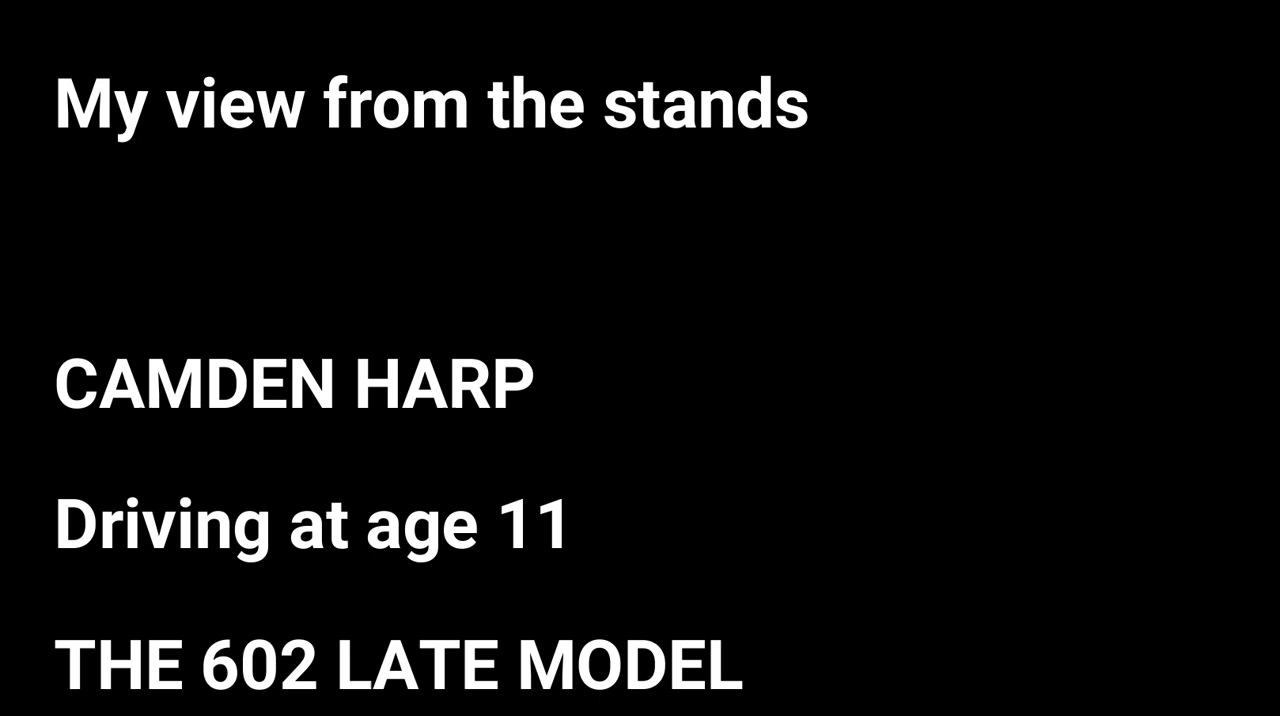 My view from the stands
CAMDEN HARP
Driving at age 11
THE 602 LATE MODEL